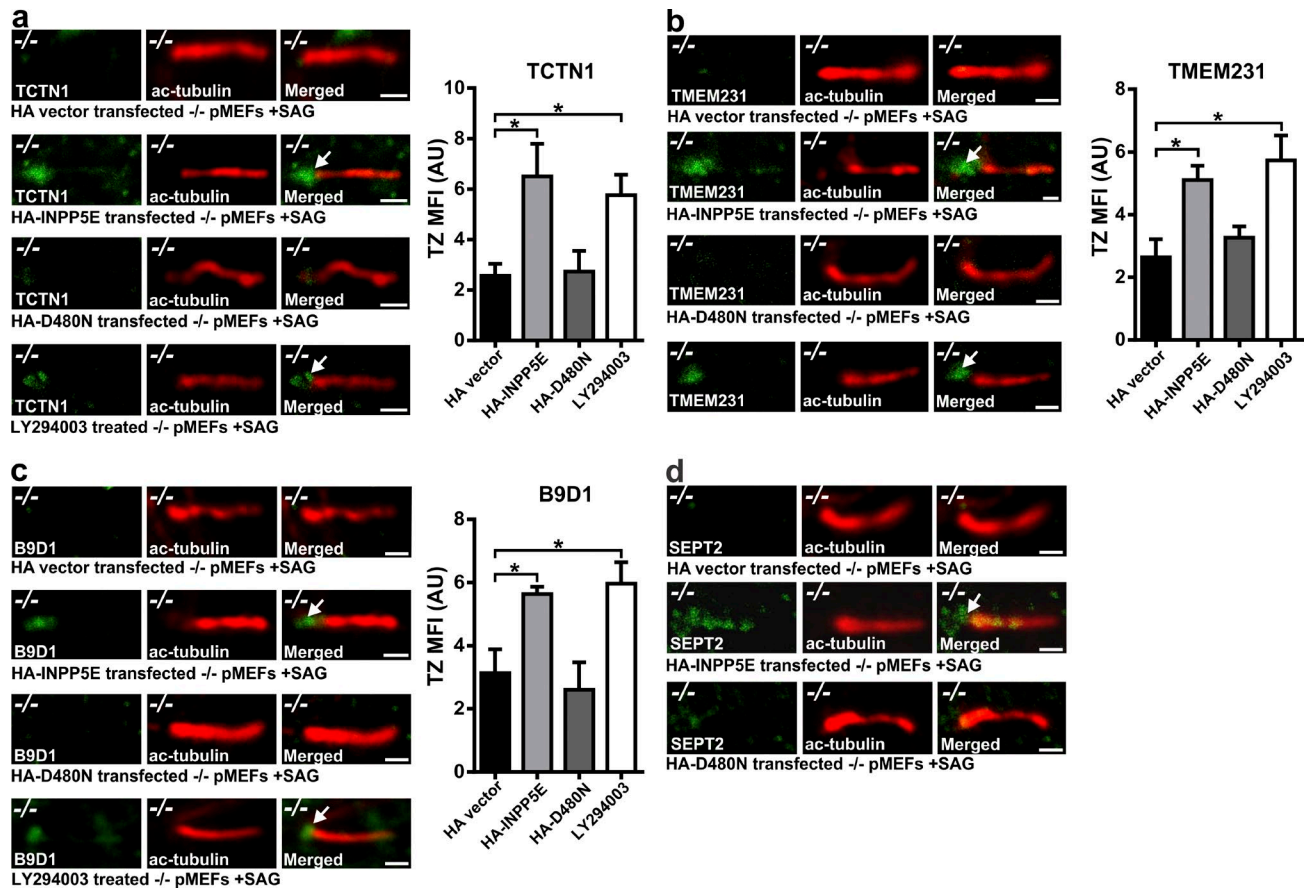 a
-/- -/- -/-
TCTN1 ac-tubulin Merged
HA vector transfected -/- pMEFs +SAG
-/- -/- -/-
TCTN1 ac-tubulin Merged
HA-INPP5E transfected -/- pMEFs +SAG
-/- -/- -/-
TCTN1 ac-tubulin Merged
HA-D480N transfected -/- pMEFs +SAG
-/- -/- -/-
TCTN1 ac-tubulin Merged
LY294003 treated -/- pMEFs +SAG
TCTN1
TZ MFI (AU)
10
8
6
4
2
0
*
*
HA vector
HA-INPP5E
HA-D480N
LY294003
b
-/- -/- -/-
TMEM231 ac-tubulin Merged
HA vector transfected -/- pMEFs +SAG
-/- -/- -/-
TMEM231 ac-tubulin Merged
HA-INPP5E transfected -/- pMEFs +SAG
-/- -/- -/-
TMEM231 ac-tubulin Merged
HA-D480N transfected -/- pMEFs +SAG
-/- -/- -/-
TMEM231 ac-tubulin Merged
TMEM231
TZ MFI (AU)
8
6
4
2
0
*
*
HA vector
HA-INPP5E
HA-D480N
LY294003
c
-/- -/- -/-
B9D1 ac-tubulin Merged
HA vector transfected -/- pMEFs +SAG
-/- -/- -/-
B9D1 ac-tubulin Merged
HA-INPP5E transfected -/- pMEFs +SAG
-/- -/- -/-
B9D1 ac-tubulin Merged
HA-D480N transfected -/- pMEFs +SAG
-/- -/- -/-
B9D1 ac-tubulin Merged
LY294003 treated -/- pMEFs +SAG
B9D1
TZ MFI (AU)
8
6
4
2
0
*
*
HA vector
HA-INPP5E
HA-D480N
LY294003
d
-/- -/- -/-
SEPT2 ac-tubulin Merged
HA vector transfected -/- pMEFs +SAG
-/- -/- -/-
SEPT2 ac-tubulin Merged
HA-INPP5E transfected -/- pMEFs +SAG
-/- -/- -/-
SEPT2 ac-tubulin Merged
HA-D480N transfected -/- pMEFs +SAG